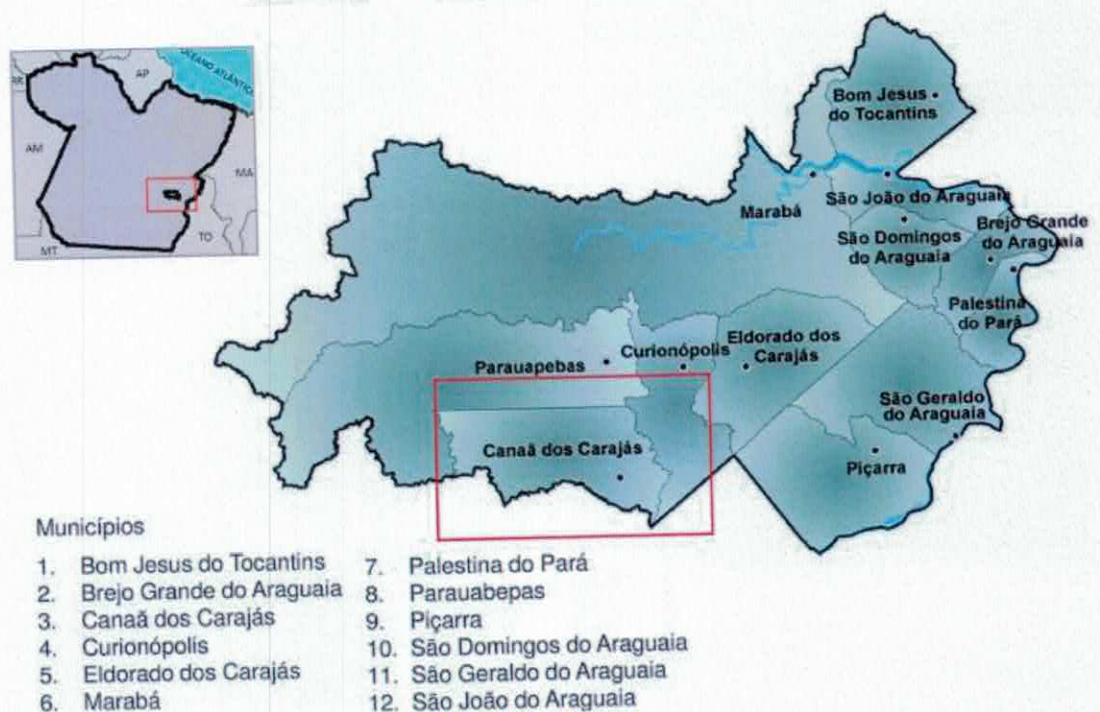 OCEANO ATLÂNTICO
RR
AP
AM
MA
MT
TO
Bom Jesus
do Tocantins
Marabá
São João do Araguaia
São Domingos
do Araguaia
Brejo Grande
do Araguaia
Palestina
do Pará
Parauapebas
Curionópolis
Eldorado dos
Carajás
São Geraldo
do Araguaia
Canaã dos Carajás
Piçarra
Municípios
1. Bom Jesus do Tocantins
2. Brejo Grande do Araguaia
3. Canaã dos Carajás
4. Curionópolis
5. Eldorado dos Carajás
6. Marabá
7. Palestina do Pará
8. Parauabepas
9. Piçarra
10. São Domingos do Araguaia
11. São Geraldo do Araguaia
12. São João do Araguaia